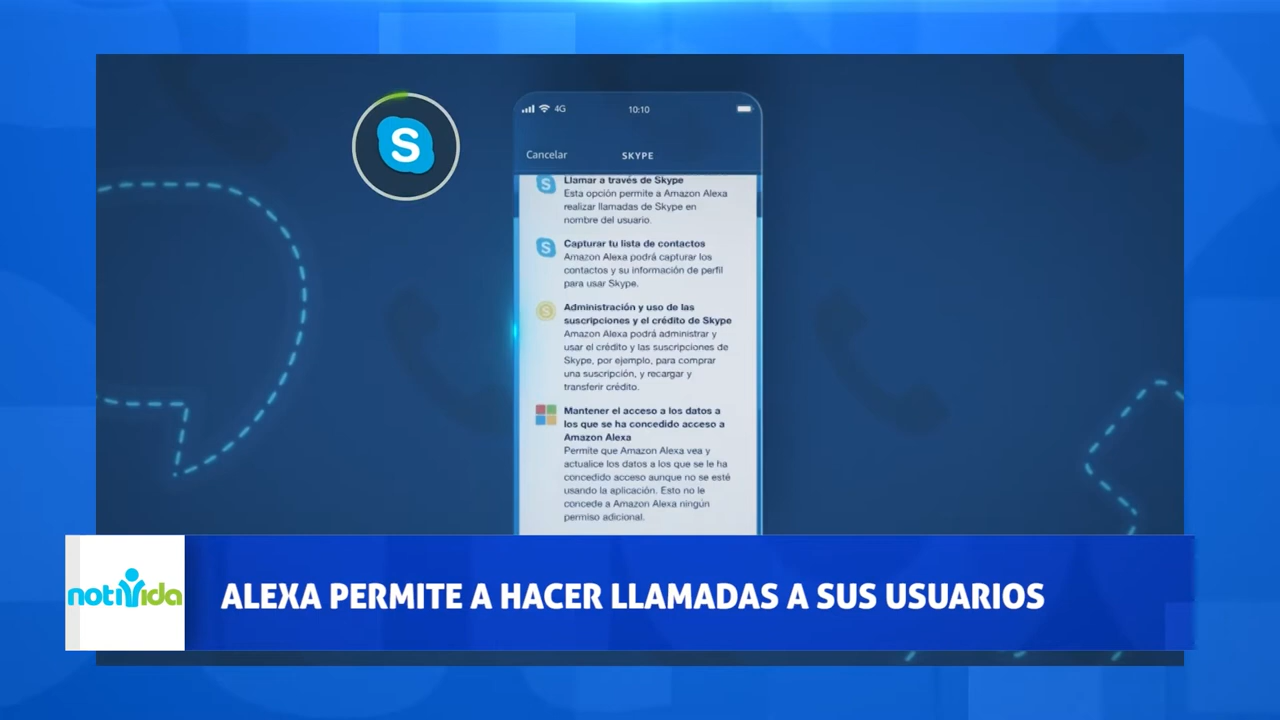 4G
10:10
Cancelar
SKYPE
S
S
Llamar a través de Skype
Esta opción permite a Amazon Alexa
realizar llamadas de Skype en
nombre del usuario.
S
Capturar tu lista de contactos
Amazon Alexa podrá capturar los
contactos y su información de perfil
para usar Skype.
S
Administración y uso de las
suscripciones y el crédito de Skype
Amazon Alexa podrá administrar y
usar el crédito y las suscripciones de
Skype, por ejemplo, para comprar
una suscripción, y recargar y
transferir crédito.
Mantener el acceso a los datos a
los que se ha concedido acceso a
Amazon Alexa
Permite que Amazon Alexa vea y
actualice los datos a los que se le ha
concedido acceso aunque no se esté
usando la aplicación. Esto no le
concede a Amazon Alexa ningún
permiso adicional.
notiVida
ALEXA PERMITE A HACER LLAMADAS A SUS USUARIOS